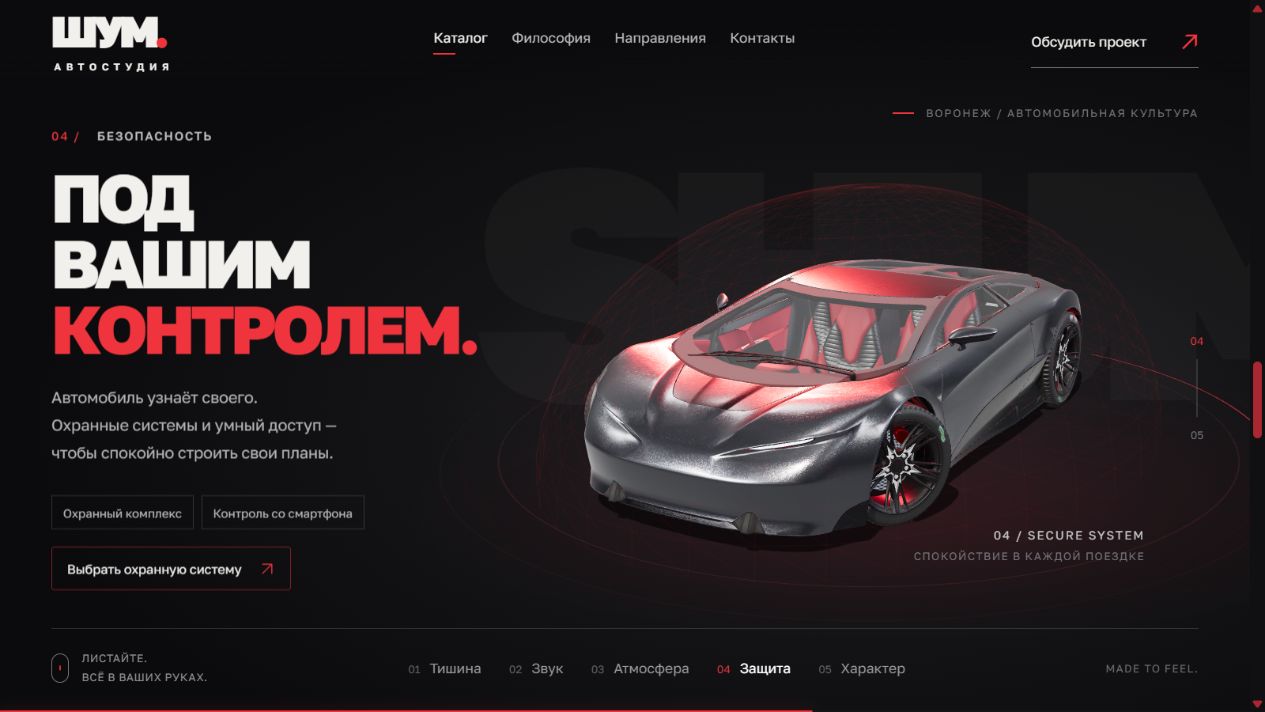 ШУМ.
АВТОСТУДИЯ
Каталог
Философия
Направления
Контакты
Обсудить проект
ВОРОНЕЖ / АВТОМОБИЛЬНАЯ КУЛЬТУРА
04 / БЕЗОПАСНОСТЬ
ПОД
ВАШИМ
КОНТРОЛЕМ.
Автомобиль узнаёт своего.
Охранные системы и умный доступ —
чтобы спокойно строить свои планы.
Охранный комплекс
Контроль со смартфона
Выбрать охранную систему
04
05
04 / SECURE SYSTEM
СПОКОЙСТВИЕ В КАЖДОЙ ПОЕЗДКЕ
ЛИСТАЙТЕ.
ВСЁ В ВАШИХ РУКАХ.
01 Тишина
02 Звук
03 Атмосфера
04 Защита
05 Характер
MADE TO FEEL.